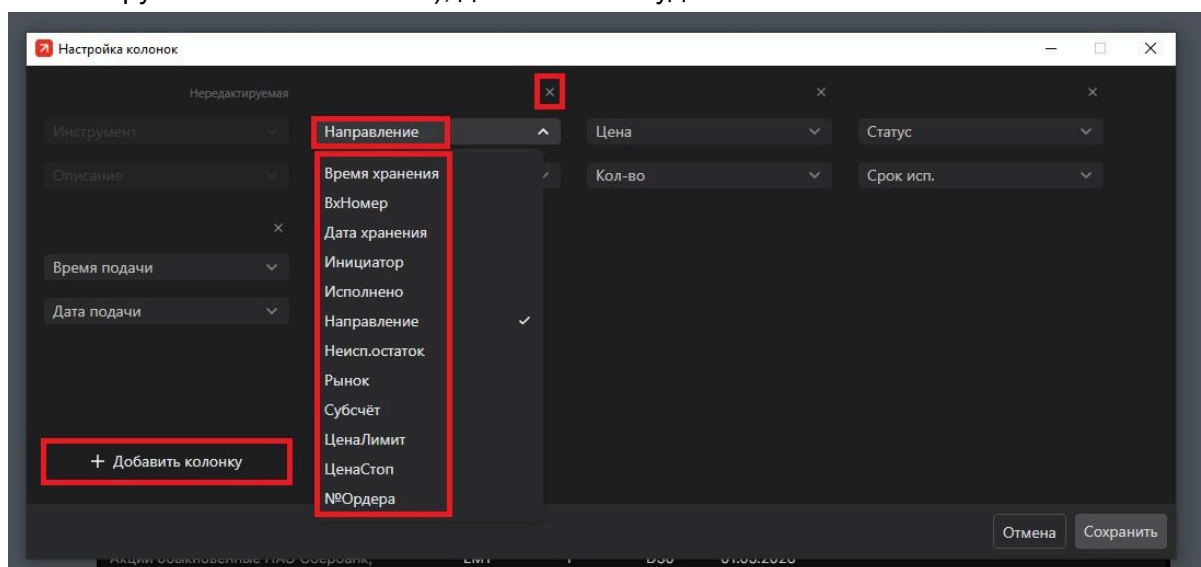 Настройка колонок
Нередактируемая
Инструмент
Направление
Цена
Статус
Описание
Кол-во
Срок исп.
Время хранения
ВхНомер
Дата хранения
Инициатор
Исполнено
Направление
Неисп.остаток
Рынок
Субсчёт
ЦенаЛимит
ЦенаСтоп
№Ордера
Время подачи
Дата подачи
+ Добавить колонку
Отмена
Сохранить